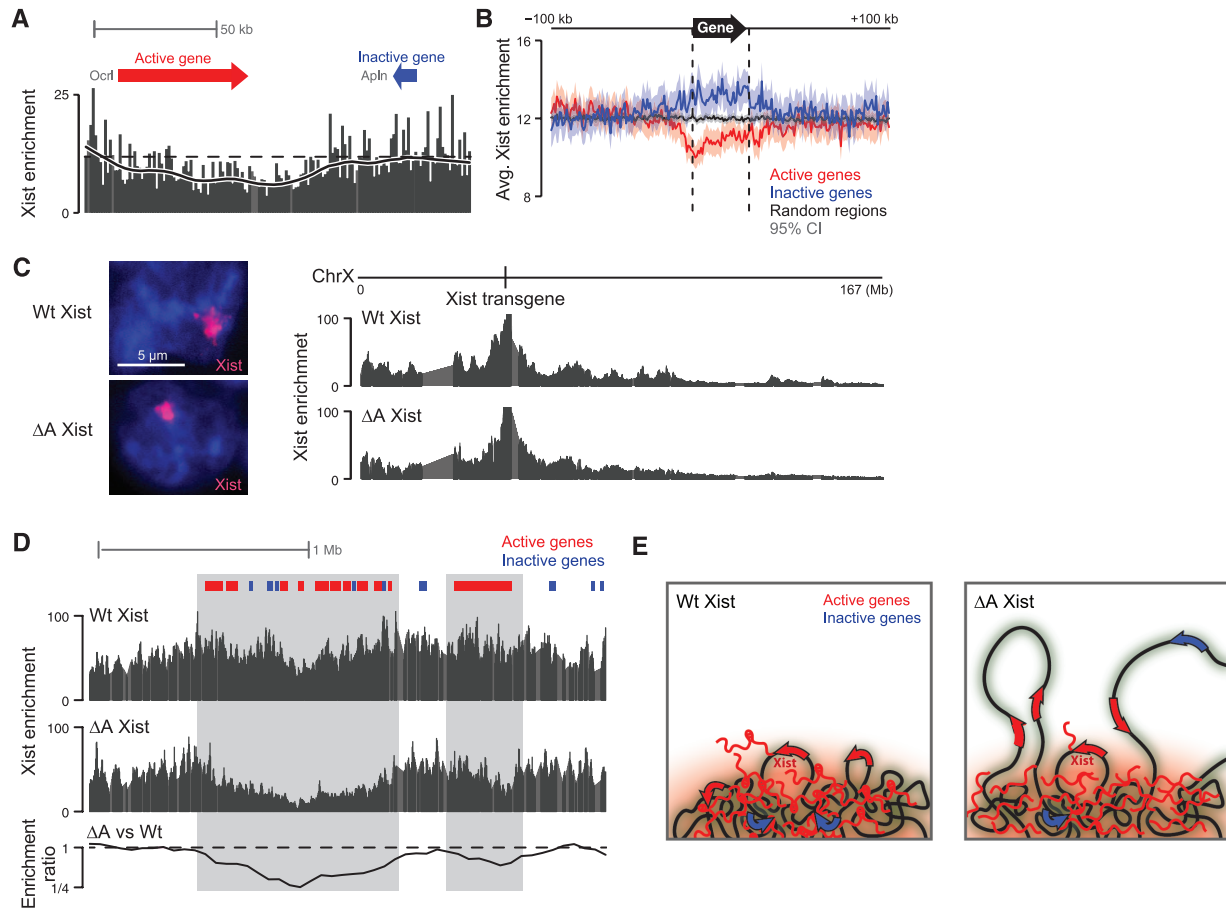 A
50 kb
Active gene
Inactive gene
Ocrl
Apln
Xist enrichment
25
0
B
−100 kb
+100 kb
Gene
Avg. Xist enrichment
16
12
8
Active genes
Inactive genes
Random regions
95% CI
C
Wt Xist
5 µm
Xist
ΔA Xist
Xist
ChrX
0
167 (Mb)
Xist transgene
Xist enrichmnet
Wt Xist
100
0
ΔA Xist
100
0
D
1 Mb
Active genes
Inactive genes
Xist enrichment
Wt Xist
100
0
Xist enrichment
ΔA Xist
100
0
Enrichment
ratio
ΔA vs Wt
1
1/4
E
Wt Xist
Active genes
Inactive genes
Xist
ΔA Xist
Xist